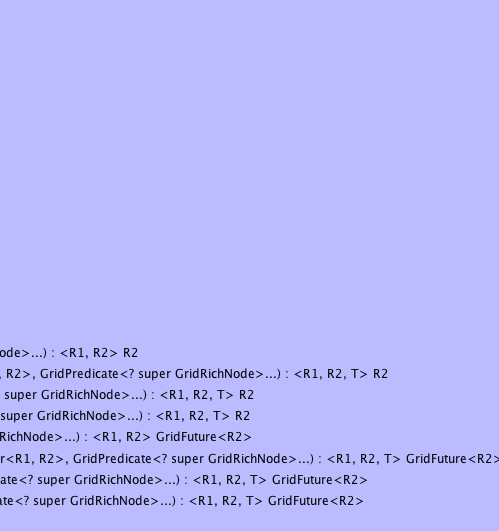 ode>...) : <R1, R2> R2
, R2>, GridPredicate<? super GridRichNode>...) : <R1, R2, T> R2
super GridRichNode>...) : <R1, R2, T> R2
super GridRichNode>...) : <R1, R2, T> R2
RichNode>...) : <R1, R2> GridFuture<R2>
r<R1, R2>, GridPredicate<? super GridRichNode>...) : <R1, R2, T> GridFuture<R2>
ate<? super GridRichNode>...) : <R1, R2, T> GridFuture<R2>
ate<? super GridRichNode>...) : <R1, R2, T> GridFuture<R2>